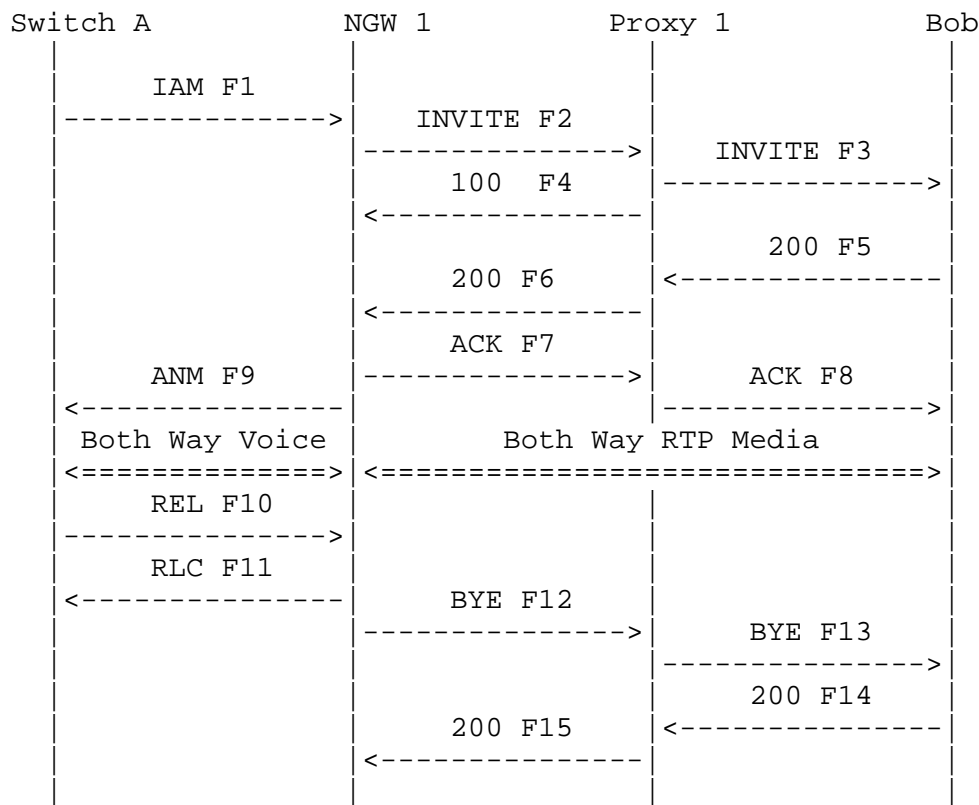 Switch A NGW 1 Proxy 1 Bob
IAM F1
INVITE F2
INVITE F3
100 F4
200 F5
200 F6
ACK F7
ANM F9 ACK F8
Both Way Voice Both Way RTP Media
REL F10
RLC F11
BYE F12
BYE F13
200 F14
200 F15